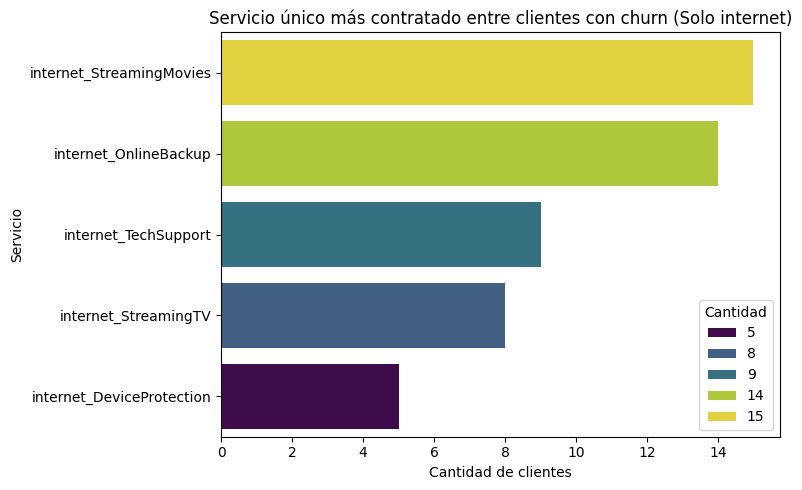 Servicio único más contratado entre clientes con churn (Solo internet)
Servicio
internet_StreamingMovies
internet_OnlineBackup
internet_TechSupport
internet_StreamingTV
internet_DeviceProtection
Cantidad
5
8
9
14
15
0 2 4 6 8 10 12 14
Cantidad de clientes